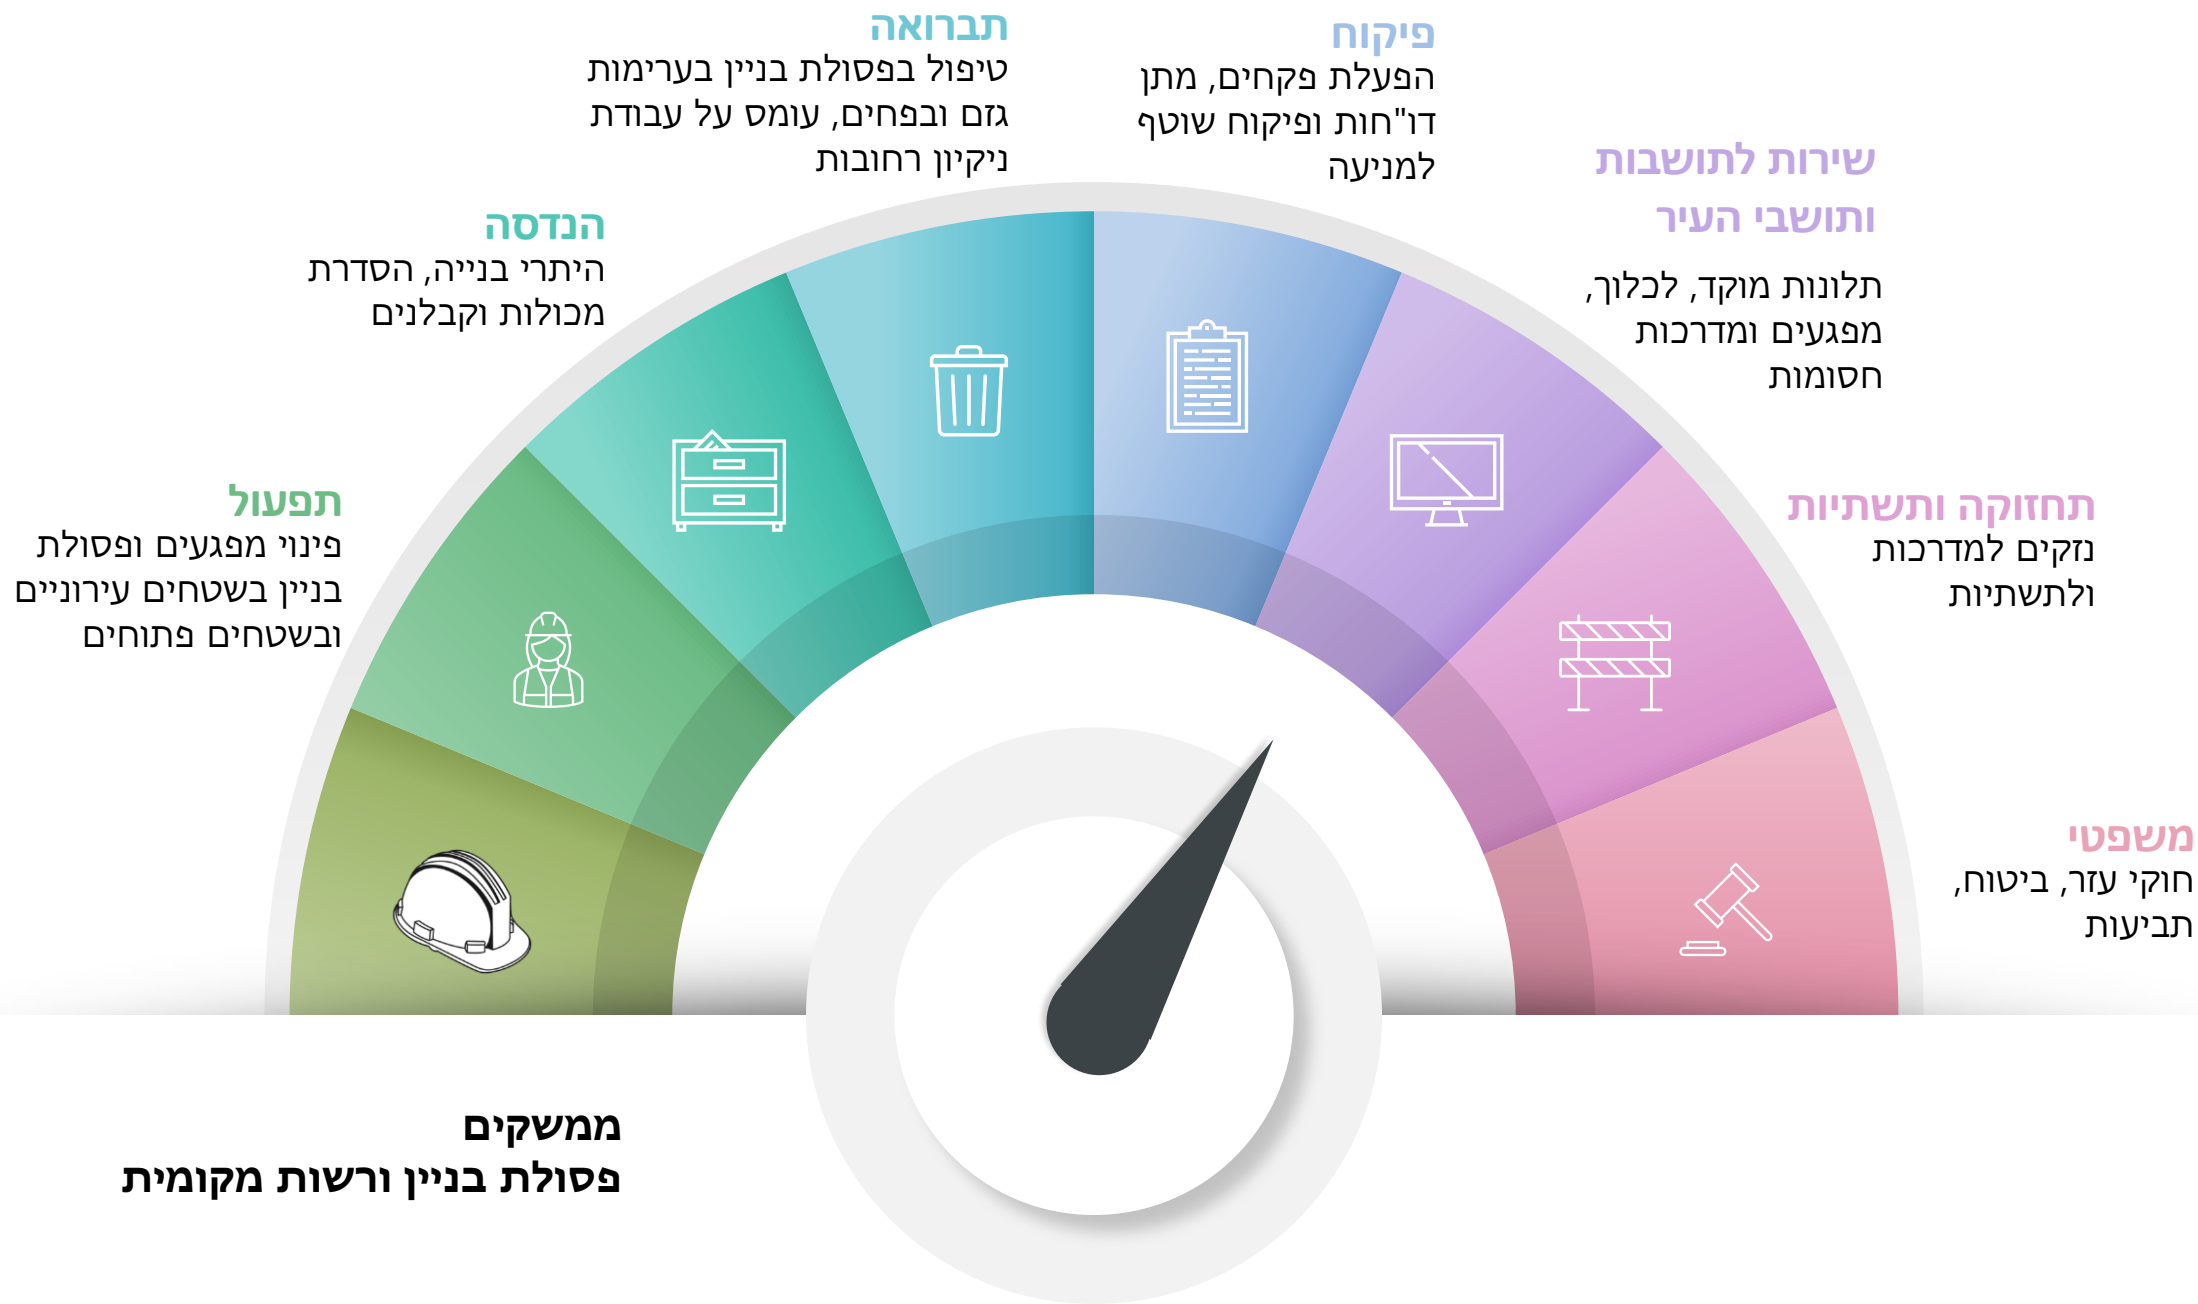 תברואה
טיפול בפסולת בניין בערימות
גזם ובפחים, עומס על עבודת
ניקיון רחובות
פיקוח
הפעלת פקחים, מתן
דו"חות ופיקוח שוטף
למניעה
שירות לתושבות
ותושבי העיר
תלונות מוקד, לכלוך,
מפגעים ומדרכות
חסומות
הנדסה
היתרי בנייה, הסדרת
מכולות וקבלנים
תחזוקה ותשתיות
נזקים למדרכות
ולתשתיות
תפעול
פינוי מפגעים ופסולת
בניין בשטחים עירוניים
ובשטחים פתוחים
משפטי
חוקי עזר, ביטוח,
תביעות
ממשקים
פסולת בניין ורשות מקומית